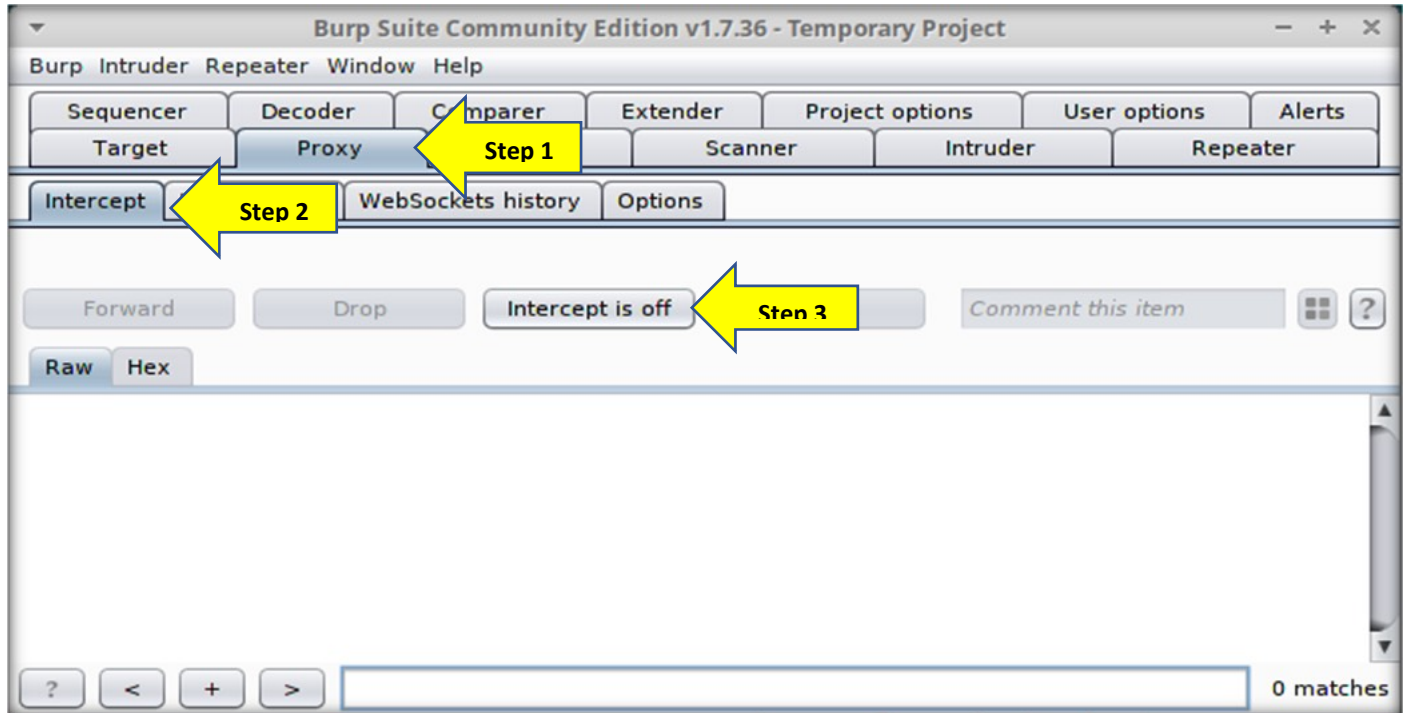 Burp Suite Community Edition v1.7.36 - Temporary Project
Burp Intruder Repeater Window Help
Sequencer Decoder Comparer Extender Project options User options Alerts
Target Proxy Step 1 Scanner Intruder Repeater
Intercept Step 2 WebSockets history Options
Forward Drop Intercept is off Step 3 Comment this item ?
Raw Hex
? < + > 0 matches